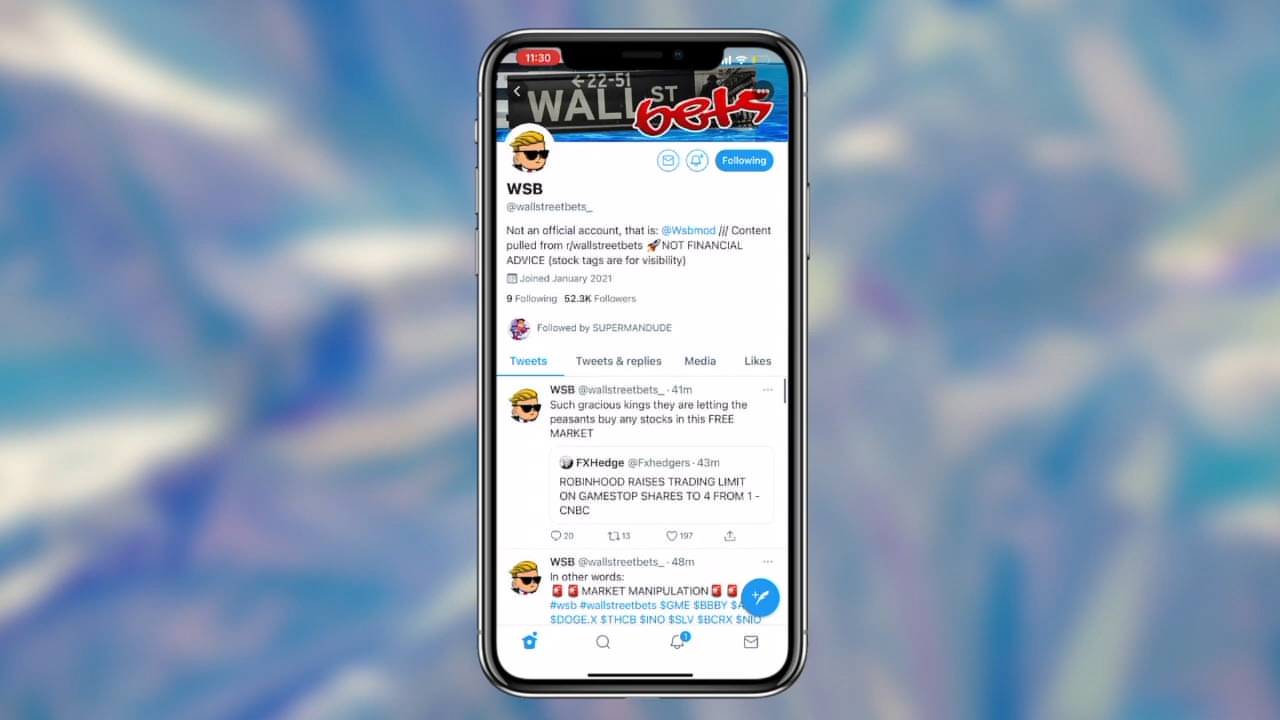 11:30
←22-51
WALL ST
bets
Following
WSB
@wallstreetbets_
Not an official account, that is: @Wsbmod /// Content
pulled from r/wallstreetbets 🚀NOT FINANCIAL
ADVICE (stock tags are for visibility)
Joined January 2021
9 Following 52.3K Followers
Followed by SUPERMANDUDE
Tweets Tweets & replies Media Likes
WSB @wallstreetbets_ · 41m
Such gracious kings they are letting the
peasants buy any stocks in this FREE
MARKET
FXHedge @Fxhedgers · 43m
ROBINHOOD RAISES TRADING LIMIT
ON GAMESTOP SHARES TO 4 FROM 1 -
CNBC
20 13 197
WSB @wallstreetbets_ · 48m
In other words:
🚨🚨MARKET MANIPULATION🚨🚨
#wsb #wallstreetbets $GME $BBBY
$DOGE.X $THCB $INO $SLV $BCRX $NIO
1